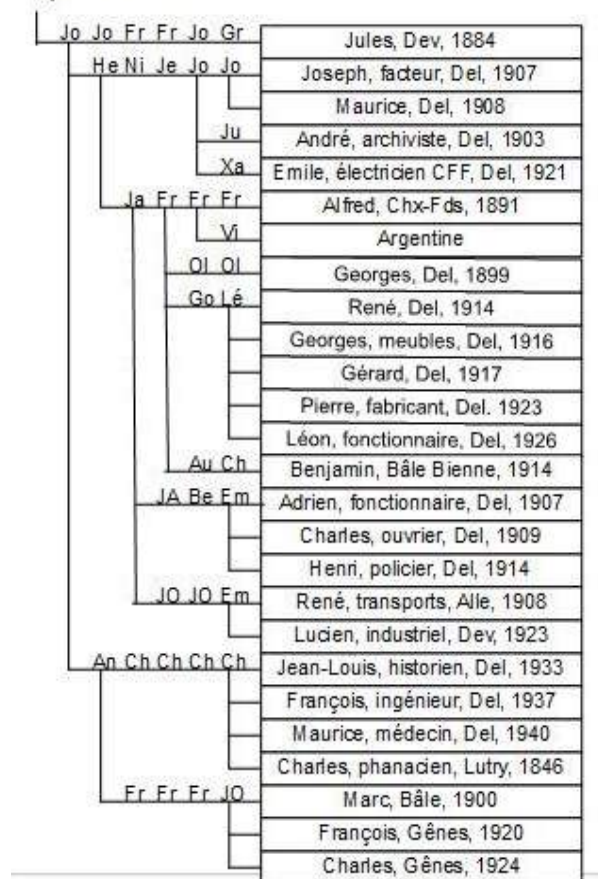 Jo Jo Fr Fr Jo Gr Jules, Dev, 1884
He Ni Je Jo Jo Joseph, facteur, Del, 1907
Maurice, Del, 1908
Ju André, archiviste, Del, 1903
Xa Emile, électricien CFF, Del, 1921
Ja Fr Fr Fr Alfred, Chx-Fds, 1891
Vi Argentine
Ol Ol Georges, Del, 1899
Go Lé René, Del, 1914
Georges, meubles, Del, 1916
Gérard, Del, 1917
Pierre, fabricant, Del. 1923
Léon, fonctionnaire, Del, 1926
Au Ch Benjamin, Bâle Bienne, 1914
JA Be Em Adrien, fonctionnaire, Del, 1907
Charles, ouvrier, Del, 1909
Henri, policier, Del, 1914
JO JO Em René, transports, Alle, 1908
Lucien, industriel, Dev, 1923
An Ch Ch Ch Ch Jean-Louis, historien, Del, 1933
François, ingénieur, Del, 1937
Maurice, médecin, Del, 1940
Charles, phanacien, Lutry, 1846
Fr Fr Fr JO Marc, Bâle, 1900
François, Gênes, 1920
Charles, Gênes, 1924